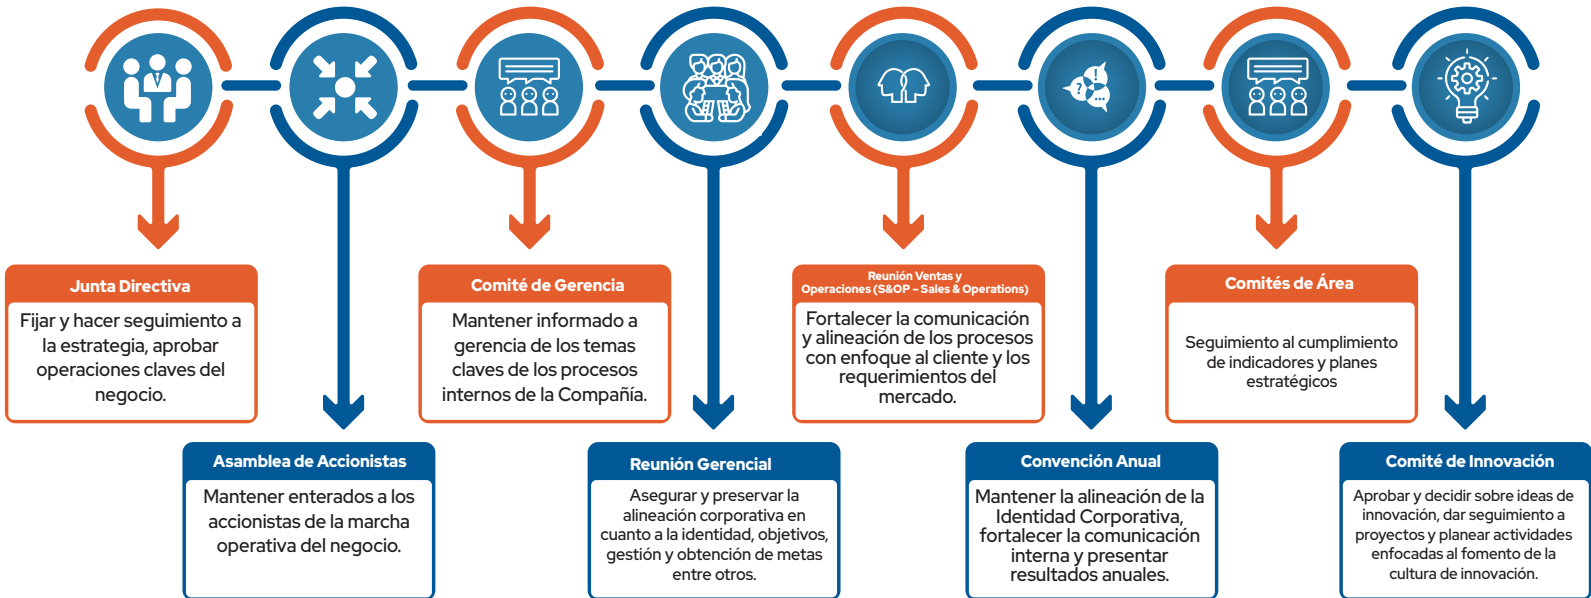 Junta Directiva
Fijar y hacer seguimiento a
la estrategia, aprobar
operaciones claves del
negocio.
Asamblea de Accionistas
Mantener enterados a los
accionistas de la marcha
operativa del negocio.
Comité de Gerencia
Mantener informado a
gerencia de los temas
claves de los procesos
internos de la Compañía.
Reunión Gerencial
Asegurar y preservar la
alineación corporativa en
cuanto a la identidad, objetivos,
gestión y obtención de metas
entre otros.
Reunión Ventas y
Operaciones (S&OP – Sales & Operations)
Fortalecer la comunicación
y alineación de los procesos
con enfoque al cliente y los
requerimientos del
mercado.
?
!
...
Convención Anual
Mantener la alineación de la
Identidad Corporativa,
fortalecer la comunicación
interna y presentar
resultados anuales.
Comités de Área
Seguimiento al cumplimiento
de indicadores y planes
estratégicos
Comité de Innovación
Aprobar y decidir sobre ideas de
innovación, dar seguimiento a
proyectos y planear actividades
enfocadas al fomento de la
cultura de innovación.